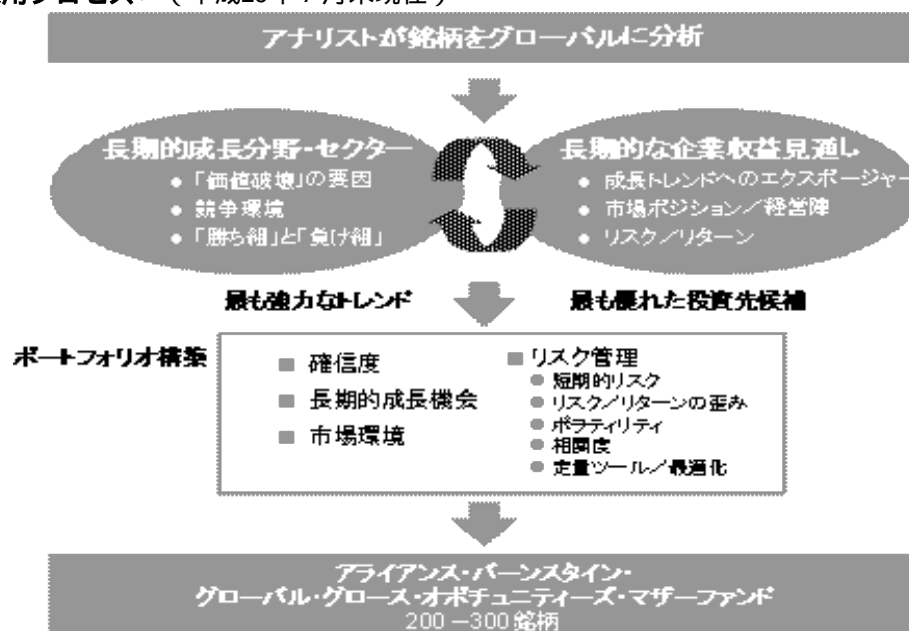 用プロセス（平成20年7月末現在）
アナリストが銘柄をグローバルに分析
長期的成長分野・セクター
●「価値破壊」の要因
● 競争環境
●「勝ち組」と「負け組」
長期的な企業収益見通し
● 成長トレンドへのエクスポージャー
● 市場ポジション／経営陣
● リスク／リターン
最も強力なトレンド
最も優れた投資先候補
ポートフォリオ構築
■ 確信度
■ 長期的成長機会
■ 市場環境
■ リスク管理
● 短期的リスク
● リスク／リターンの歪み
● ボラティリティ
● 相関度
● 定量ツール／最適化
アライアンス・バーンスタイン・
グローバル・グロース・オポチュニティーズ・マザーファンド
200－300銘柄